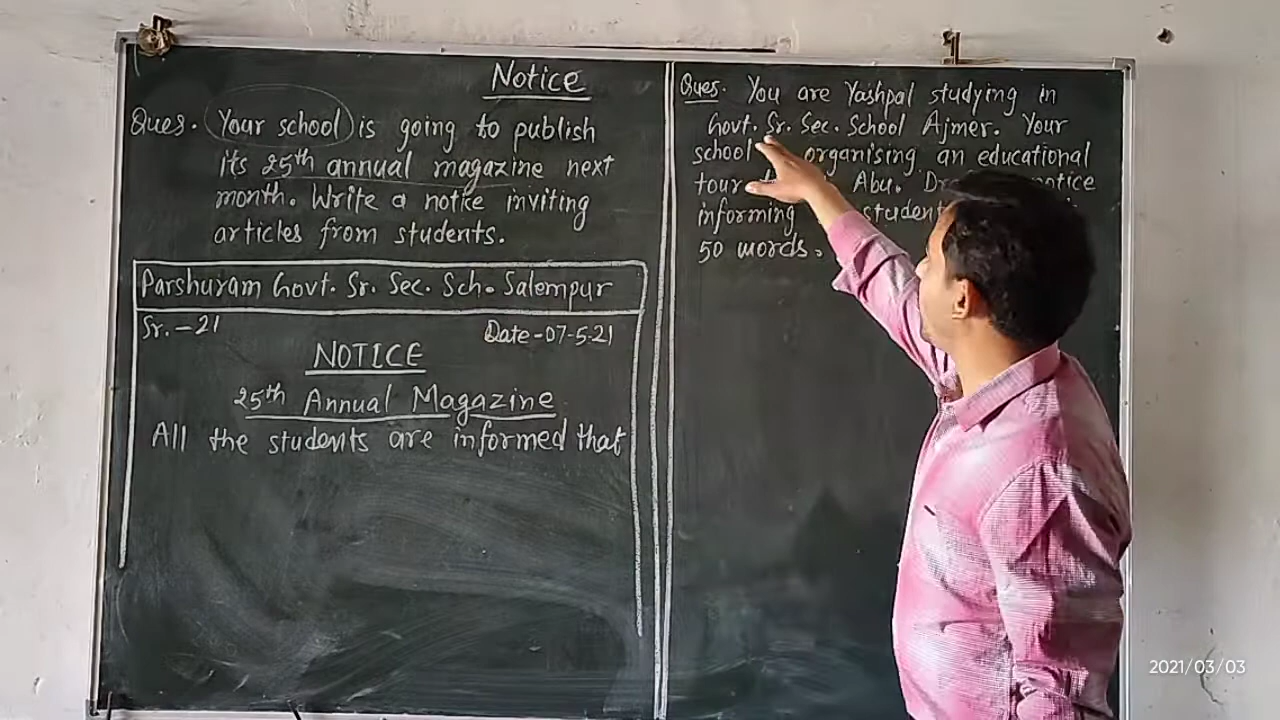 Notice
Ques. Your school is going to publish
its 25th annual magazine next
month. Write a notice inviting
articles from students.
Parshuram Govt. Sr. Sec. Sch. Salempur
Sr. - 21 Date - 07-5-21
NOTICE
25th Annual Magazine
All the students are informed that
Ques. You are Yashpal studying in
Govt. Sr. Sec. School Ajmer. Your
school organising an educational
tour Abu.
informing
50 words.
2021/03/03